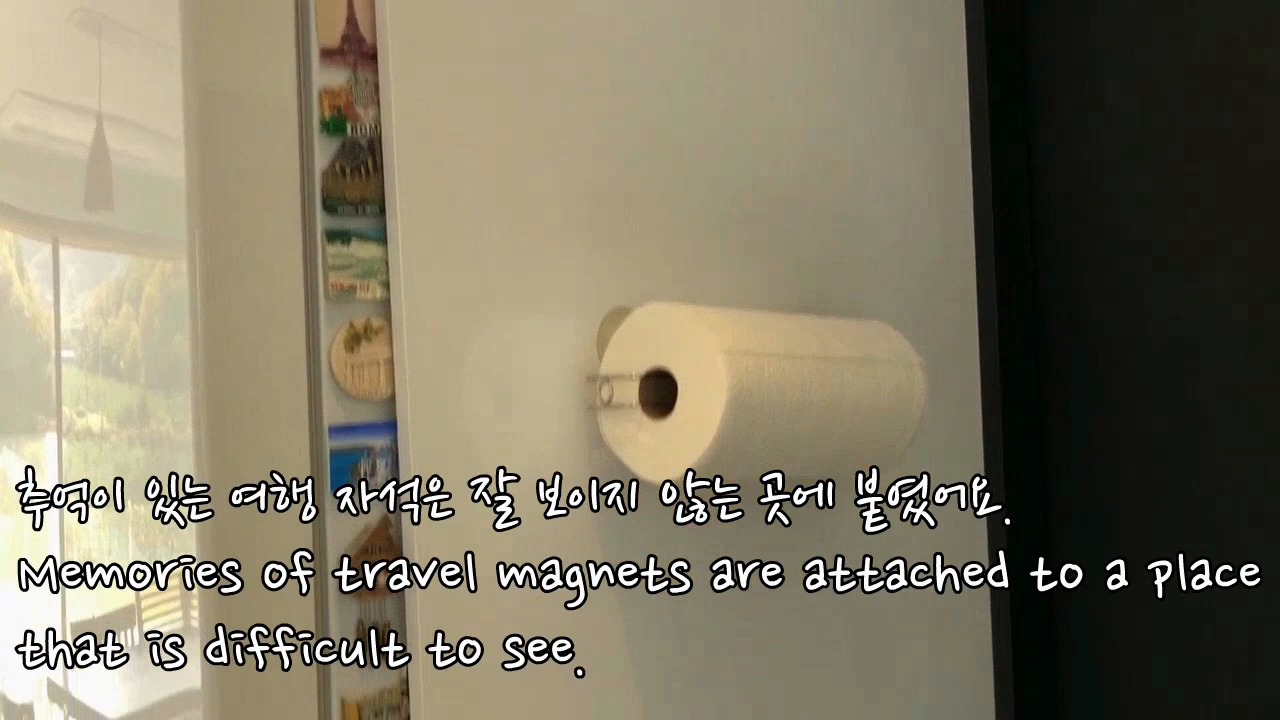 추억이 있는 여행 자석은 잘 보이지 않는 곳에 붙였어요.
Memories of travel magnets are attached to a place
that is difficult to see.